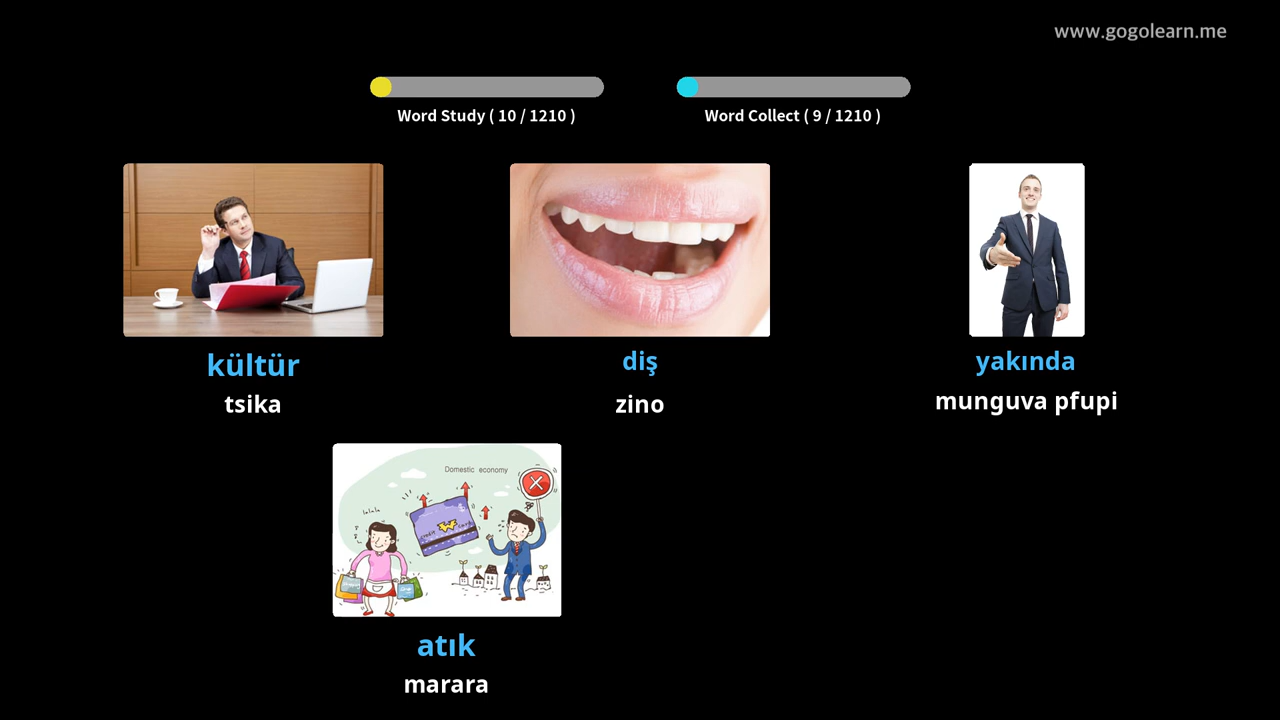 www.gogolearn.me
Word Study ( 10 / 1210 )
Word Collect ( 9 / 1210 )
kültür
tsika
diş
zino
yakında
munguva pfupi
Domestic economy
lalala
atık
marara